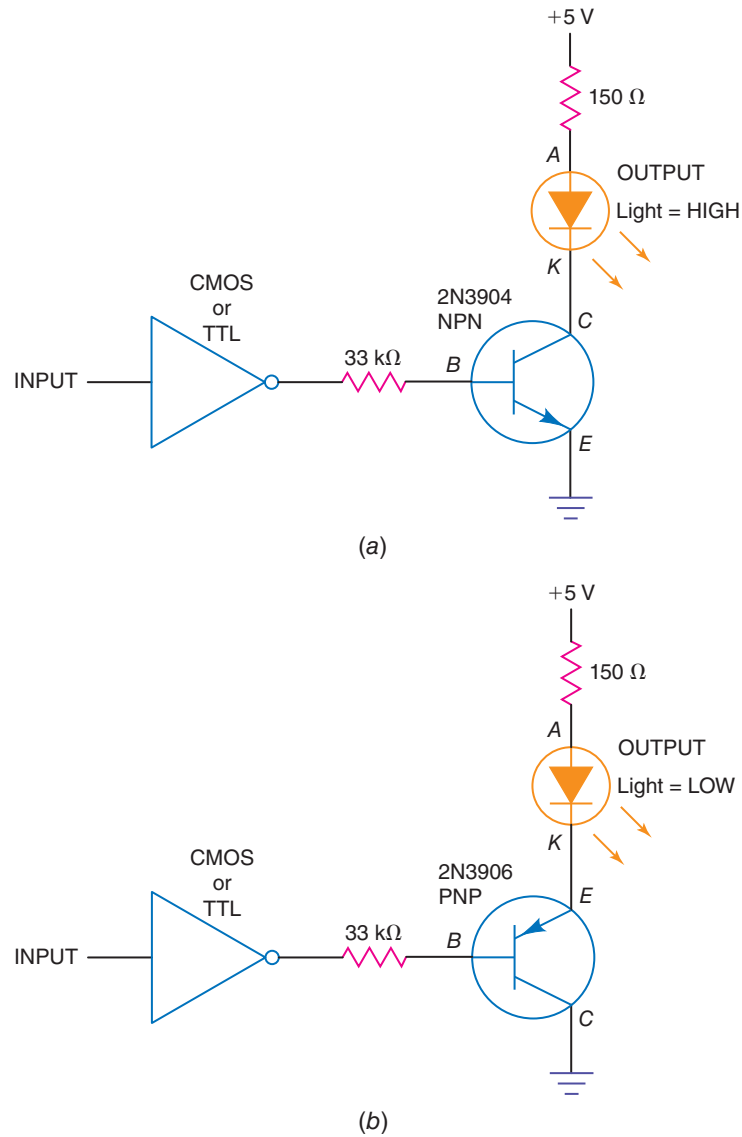 +5 V
150 Ω
A
OUTPUT
Light = HIGH
K
CMOS
or
TTL
2N3904
NPN
C
INPUT
33 kΩ
B
E
(a)
+5 V
150 Ω
A
OUTPUT
Light = LOW
K
CMOS
or
TTL
2N3906
PNP
E
INPUT
33 kΩ
B
C
(b)